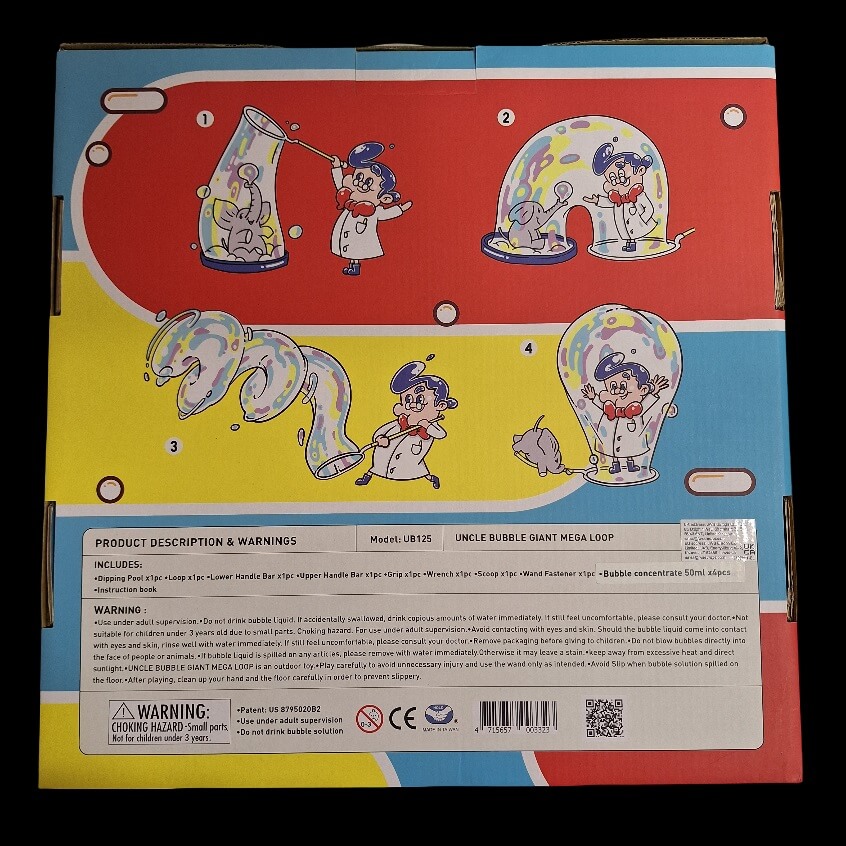 1
2
3
4
PRODUCT DESCRIPTION & WARNINGS
Model: UB125
UNCLE BUBBLE GIANT MEGA LOOP
INCLUDES:
•Dipping Pool x1pc •Loop x1pc •Lower Handle Bar x1pc •Upper Handle Bar x1pc •Grip x1pc •Wrench x1pc •Scoop x1pc •Wand Fastener x1pc •Bubble concentrate 50ml x4pcs
•Instruction book
WARNING :
•Use under adult supervision.•Do not drink bubble liquid. If accidentally swallowed, drink copious amounts of water immediately. If still feel uncomfortable, please consult your doctor.•Not
suitable for children under 3 years old due to small parts. Choking hazard. For use under adult supervision.•Avoid contacting with eyes and skin. Should the bubble liquid come into contact
with eyes and skin, rinse well with water immediately. If still feel uncomfortable, please consult your doctor.•Remove packaging before giving to children.•Do not blow bubbles directly into
the face of people or animals.•If bubble liquid is spilled on any articles, please remove with water immediately.Otherwise it may leave a stain.•keep away from excessive heat and direct
sunlight.•UNCLE BUBBLE GIANT MEGA LOOP is an outdoor toy.•Play carefully to avoid unnecessary injury and use the wand only as intended.•Avoid Slip when bubble solution spilled on
the floor.•After playing, clean up your hand and the floor carefully in order to prevent slippery.
WARNING:
CHOKING HAZARD-Small parts.
Not for children under 3 years.
•Patent: US 8795020B2
•Use under adult supervision
•Do not drink bubble solution
0-3
CE
MADE IN TAIWAN
4 715657 003323
UK
CA